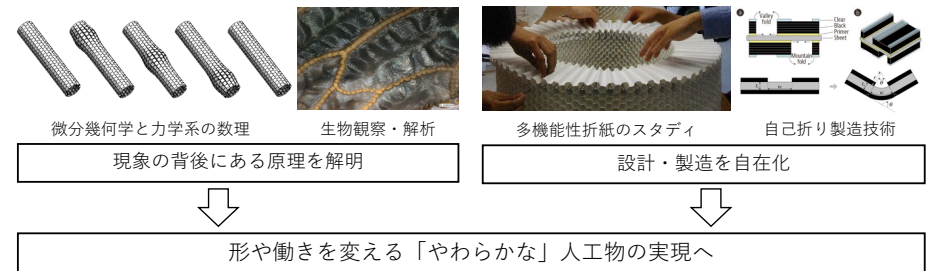 a
b
Valley
fold
Clear
Black
Primer
Sheet
Mountain
fold
微分幾何学と力学系の数理
生物観察・解析
多機能性折紙のスタディ
自己折り製造技術
現象の背後にある原理を解明
設計・製造を自在化
形や働きを変える「やわらかな」人工物の実現へ